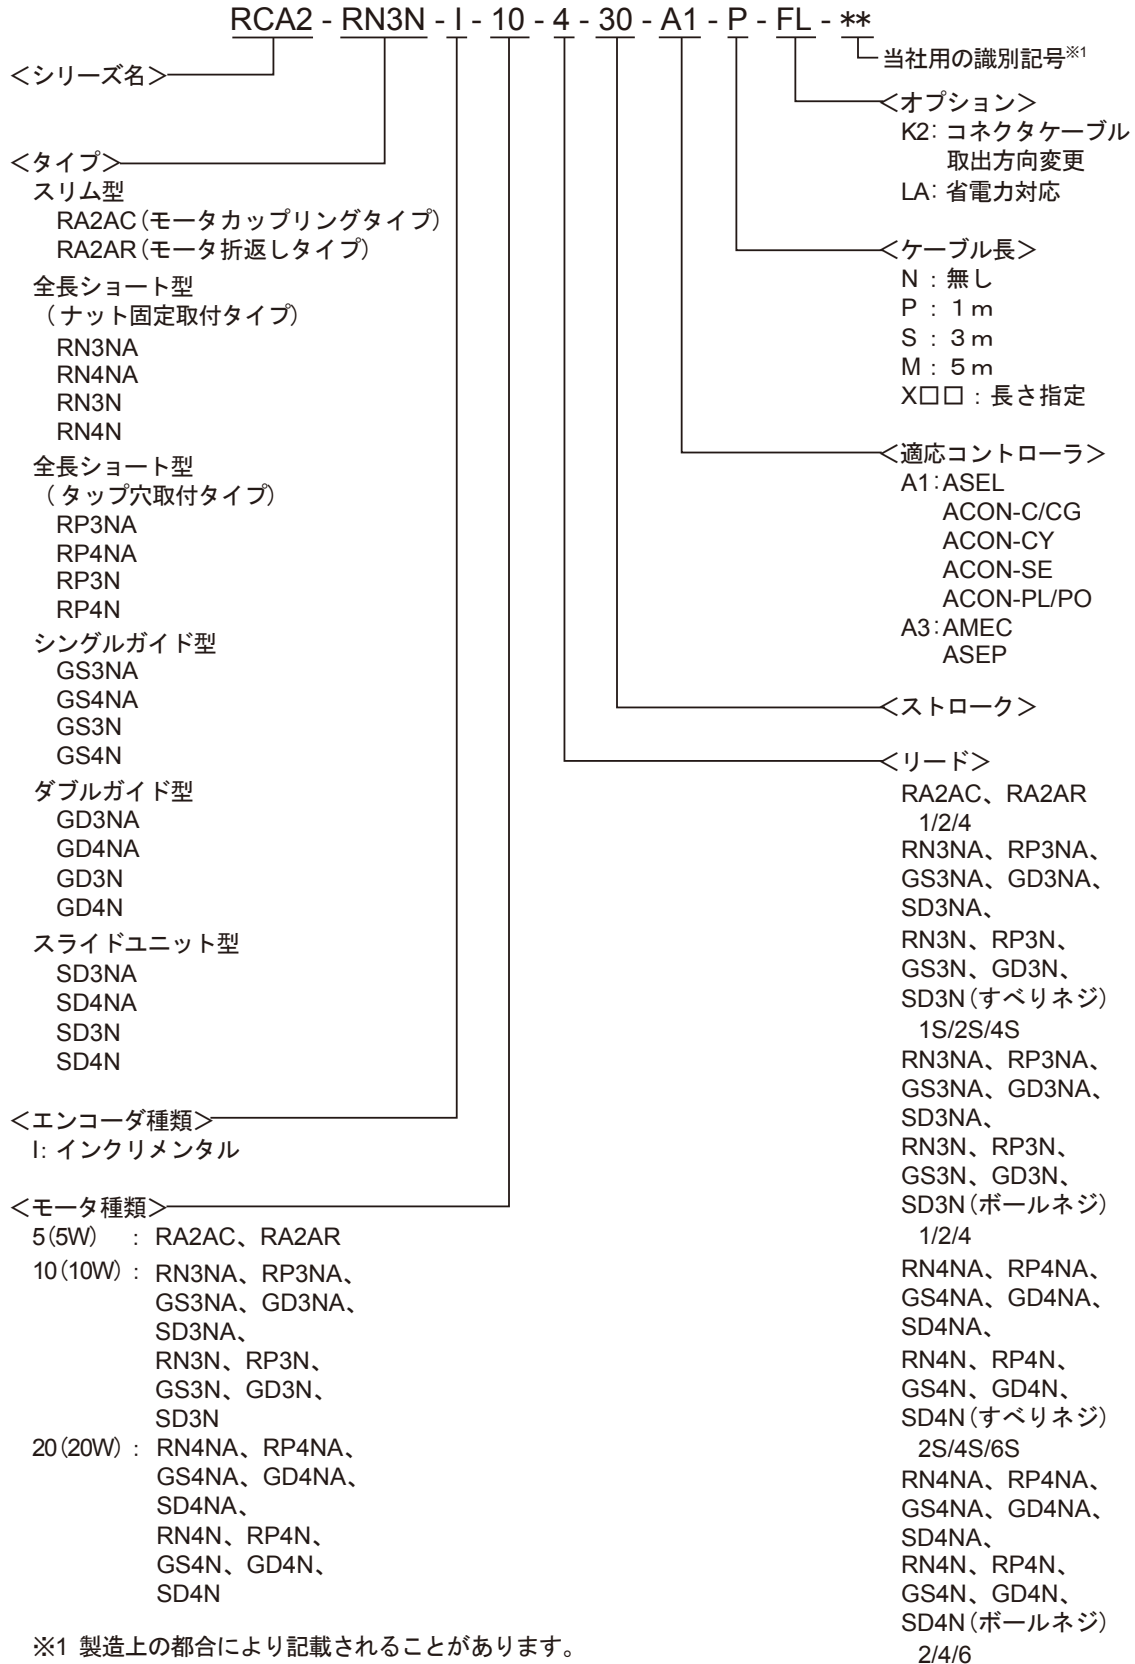 RCA2 - RN3N - I - 10 - 4 - 30 - A1 - P - FL - **
当社用の識別記号※1
＜シリーズ名＞
＜タイプ＞
スリム型
RA2AC（モータカップリングタイプ）
RA2AR（モータ折返しタイプ）
全長ショート型
（ナット固定取付タイプ）
RN3NA
RN4NA
RN3N
RN4N
全長ショート型
（タップ穴取付タイプ）
RP3NA
RP4NA
RP3N
RP4N
シングルガイド型
GS3NA
GS4NA
GS3N
GS4N
ダブルガイド型
GD3NA
GD4NA
GD3N
GD4N
スライドユニット型
SD3NA
SD4NA
SD3N
SD4N
＜エンコーダ種類＞
I: インクリメンタル
＜モータ種類＞
5（5W） : RA2AC、RA2AR
10（10W） : RN3NA、RP3NA、
GS3NA、GD3NA、
SD3NA、
RN3N、RP3N、
GS3N、GD3N、
SD3N
20（20W） : RN4NA、RP4NA、
GS4NA、GD4NA、
SD4NA、
RN4N、RP4N、
GS4N、GD4N、
SD4N
※1 製造上の都合により記載されることがあります。
＜オプション＞
K2: コネクタケーブル
取出方向変更
LA: 省電力対応
＜ケーブル長＞
N : 無し
P : 1ｍ
S : 3ｍ
M : 5ｍ
X□□ : 長さ指定
＜適応コントローラ＞
A1:ASEL
ACON-C/CG
ACON-CY
ACON-SE
ACON-PL/PO
A3:AMEC
ASEP
＜ストローク＞
＜リード＞
RA2AC、RA2AR
1/2/4
RN3NA、RP3NA、
GS3NA、GD3NA、
SD3NA、
RN3N、RP3N、
GS3N、GD3N、
SD3N（すべりネジ）
1S/2S/4S
RN3NA、RP3NA、
GS3NA、GD3NA、
SD3NA、
RN3N、RP3N、
GS3N、GD3N、
SD3N（ボールネジ）
1/2/4
RN4NA、RP4NA、
GS4NA、GD4NA、
SD4NA、
RN4N、RP4N、
GS4N、GD4N、
SD4N（すべりネジ）
2S/4S/6S
RN4NA、RP4NA、
GS4NA、GD4NA、
SD4NA、
RN4N、RP4N、
GS4N、GD4N、
SD4N（ボールネジ）
2/4/6